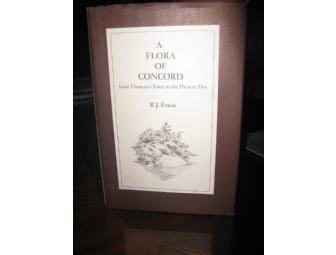 A
FLORA
OF
CONCORD
from Thoreau's Time to the Present Day
R.J. Eaton